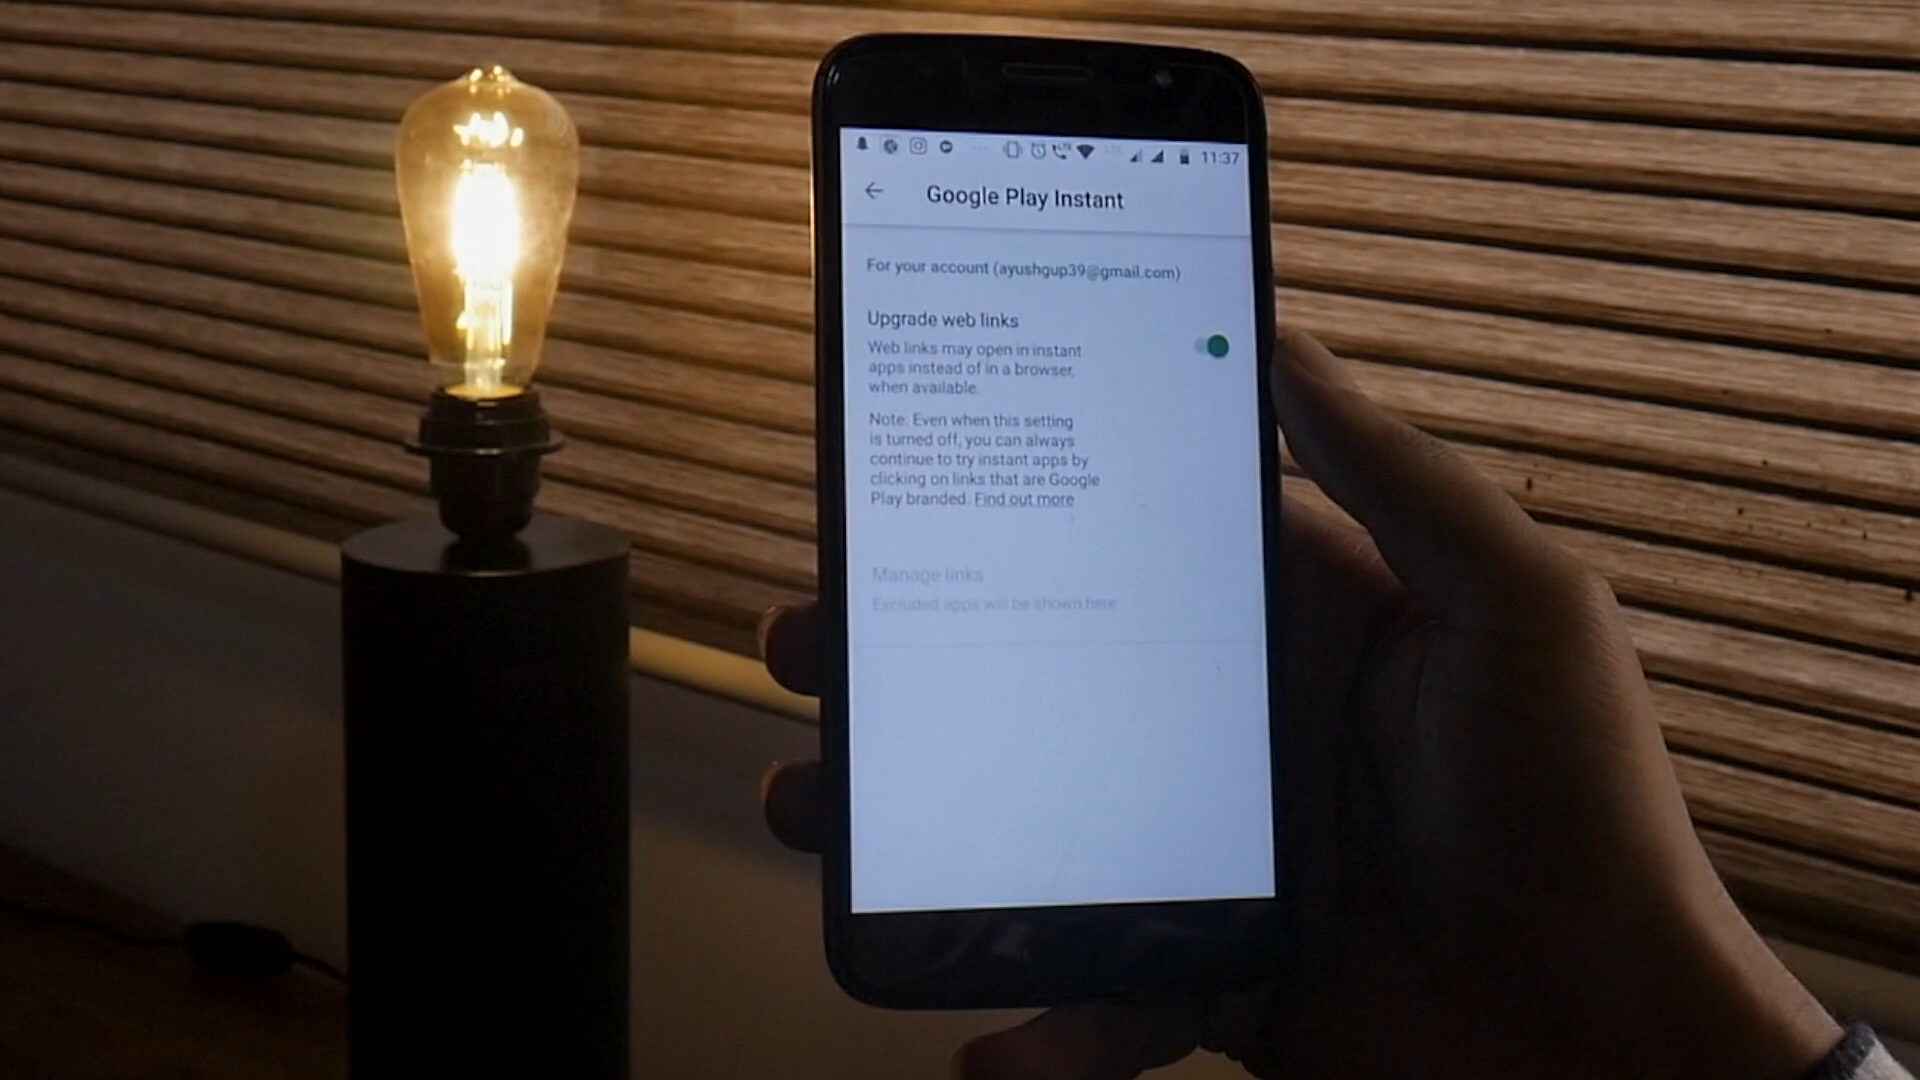 11:37
Google Play Instant
For your account (ayushgup39@gmail.com)
Upgrade web links
Web links may open in instant
apps instead of in a browser,
when available.
Note: Even when this setting
is turned off, you can always
continue to try instant apps by
clicking on links that are Google
Play branded. Find out more
Manage links
Excluded apps will be shown here